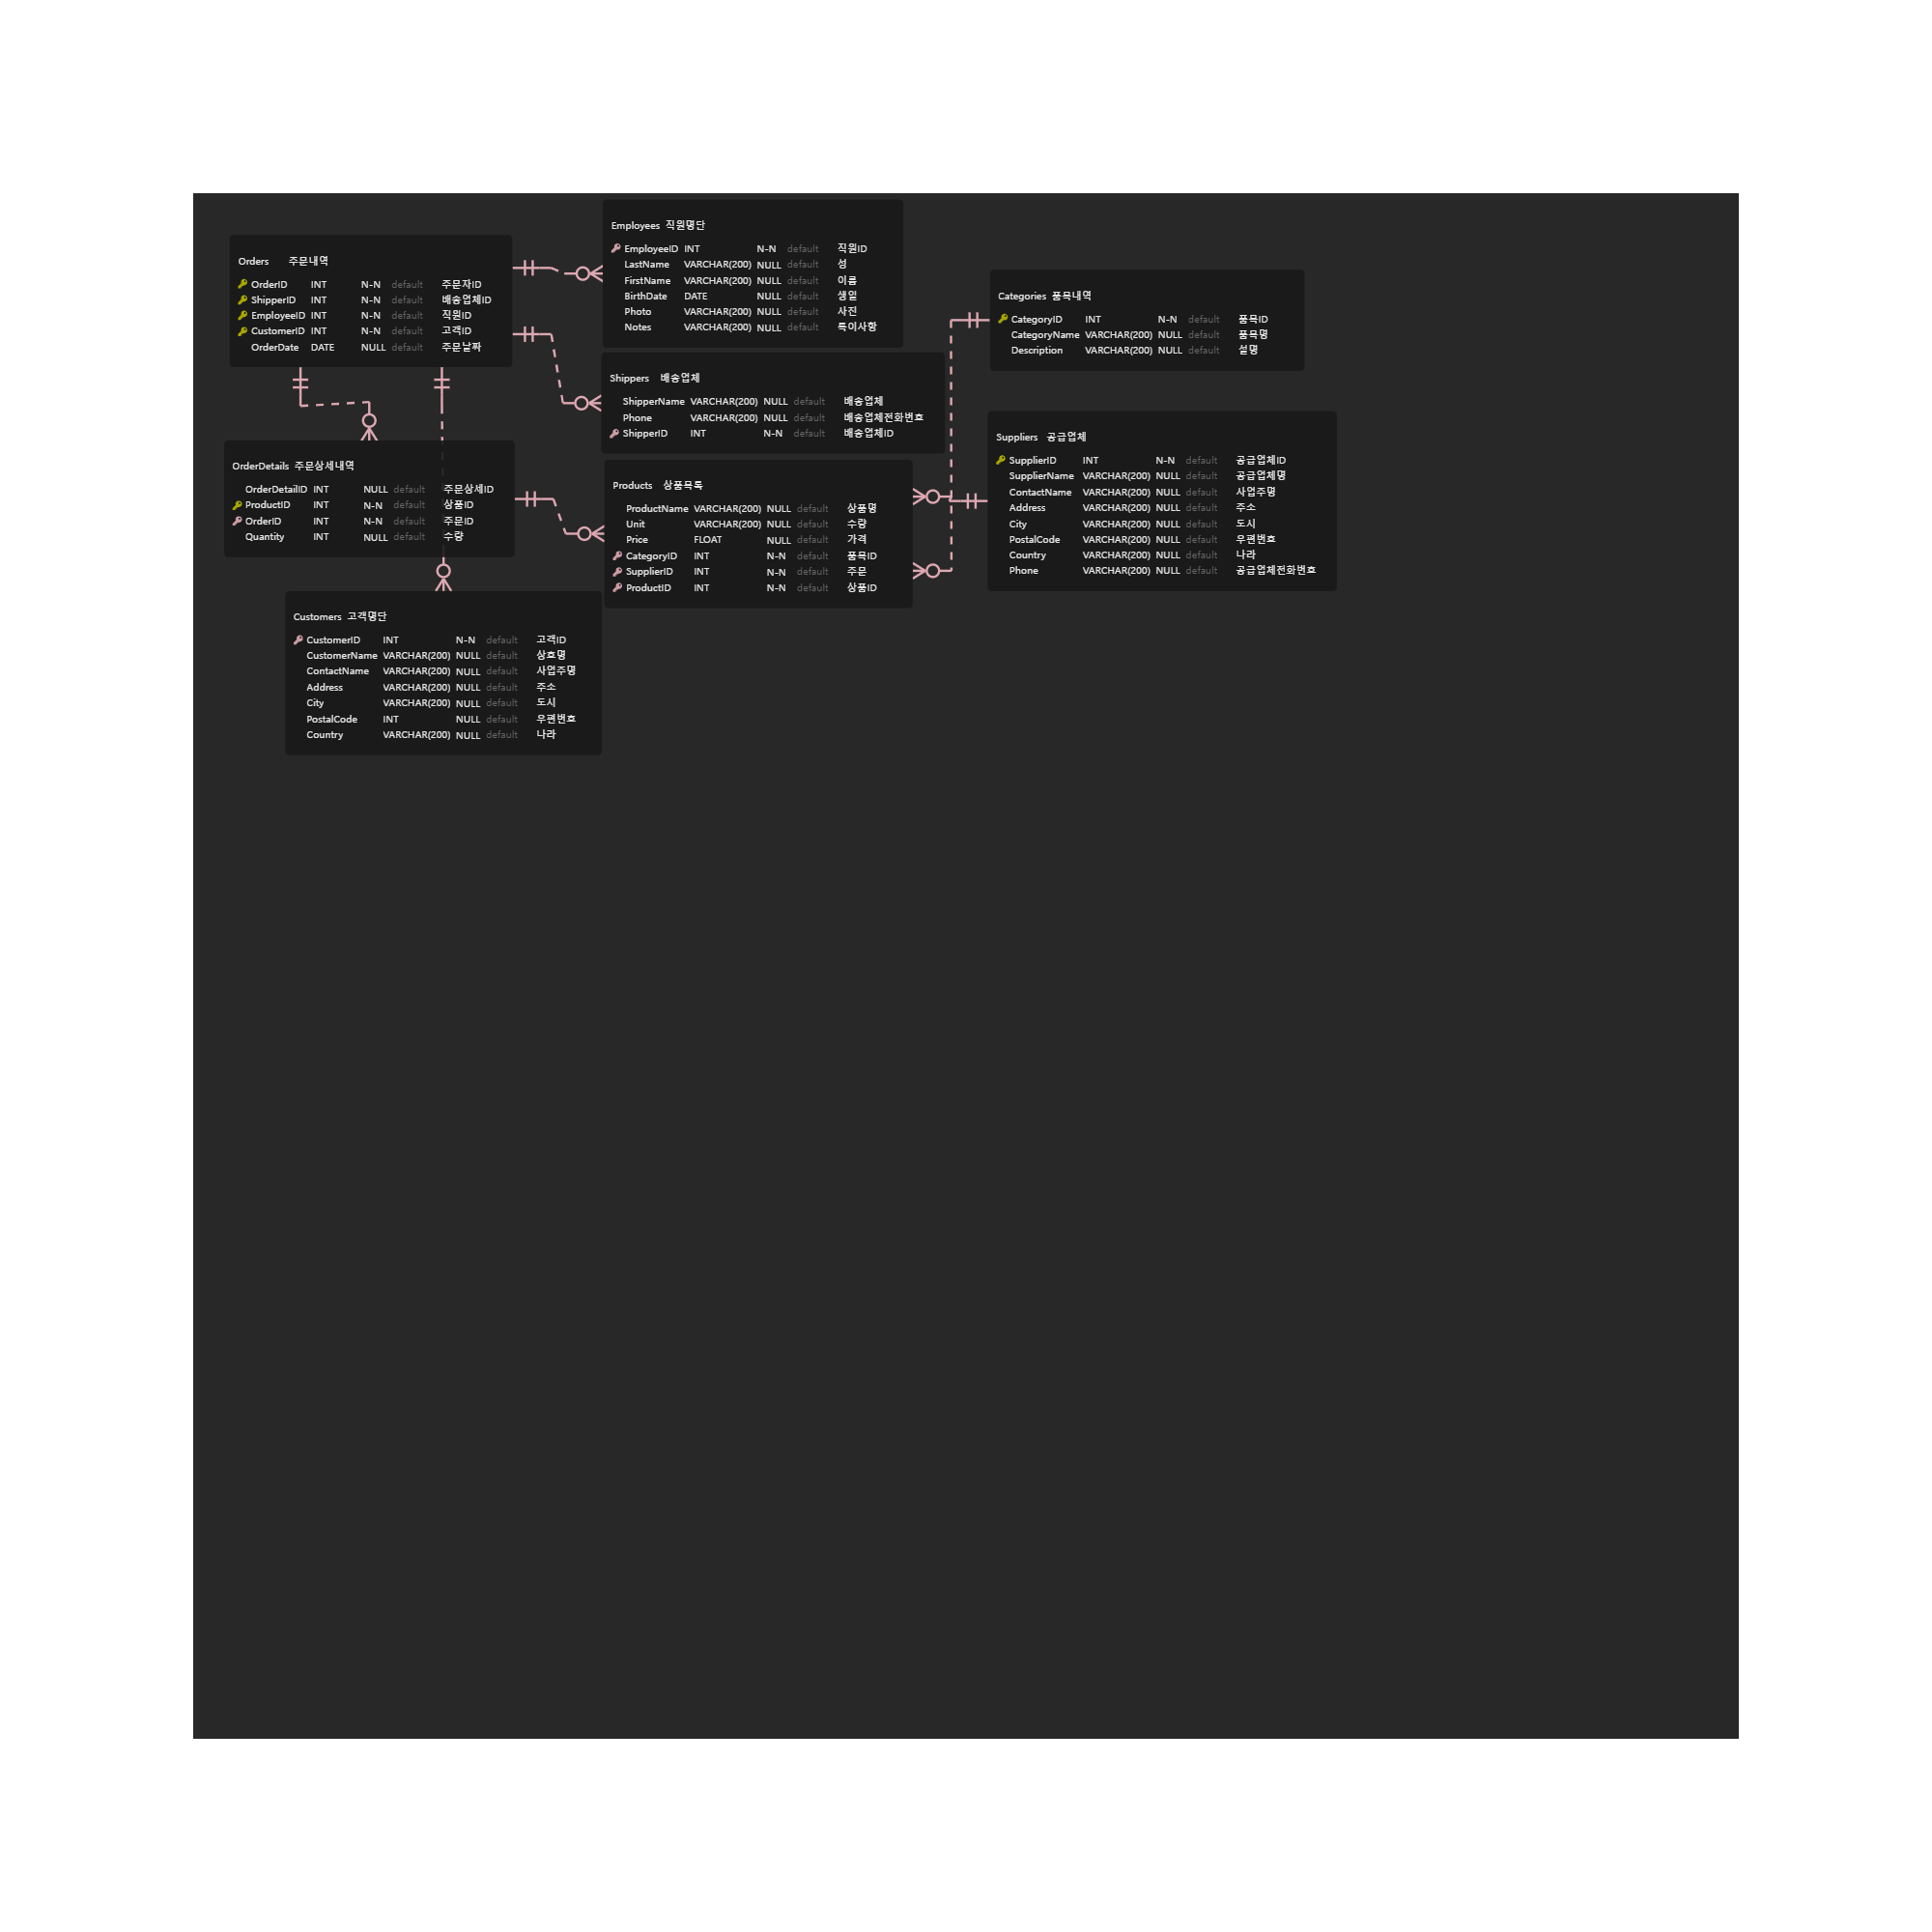 Employees 직원명단
EmployeeID INT N-N default 직원ID
LastName VARCHAR(200) NULL default 성
FirstName VARCHAR(200) NULL default 이름
BirthDate DATE NULL default 생일
Photo VARCHAR(200) NULL default 사진
Notes VARCHAR(200) NULL default 특이사항
Orders 주문내역
OrderID INT N-N default 주문자ID
ShipperID INT N-N default 배송업체ID
EmployeeID INT N-N default 직원ID
CustomerID INT N-N default 고객ID
OrderDate DATE NULL default 주문날짜
Categories 품목내역
CategoryID INT N-N default 품목ID
CategoryName VARCHAR(200) NULL default 품목명
Description VARCHAR(200) NULL default 설명
Shippers 배송업체
ShipperName VARCHAR(200) NULL default 배송업체
Phone VARCHAR(200) NULL default 배송업체전화번호
ShipperID INT N-N default 배송업체ID
Suppliers 공급업체
SupplierID INT N-N default 공급업체ID
SupplierName VARCHAR(200) NULL default 공급업체명
ContactName VARCHAR(200) NULL default 사업주명
Address VARCHAR(200) NULL default 주소
City VARCHAR(200) NULL default 도시
PostalCode VARCHAR(200) NULL default 우편번호
Country VARCHAR(200) NULL default 나라
Phone VARCHAR(200) NULL default 공급업체전화번호
OrderDetails 주문상세내역
OrderDetailID INT NULL default 주문상세ID
ProductID INT N-N default 상품ID
OrderID INT N-N default 주문ID
Quantity INT NULL default 수량
Products 상품목록
ProductName VARCHAR(200) NULL default 상품명
Unit VARCHAR(200) NULL default 수량
Price FLOAT NULL default 가격
CategoryID INT N-N default 품목ID
SupplierID INT N-N default 주문
ProductID INT N-N default 상품ID
Customers 고객명단
CustomerID INT N-N default 고객ID
CustomerName VARCHAR(200) NULL default 상호명
ContactName VARCHAR(200) NULL default 사업주명
Address VARCHAR(200) NULL default 주소
City VARCHAR(200) NULL default 도시
PostalCode INT NULL default 우편번호
Country VARCHAR(200) NULL default 나라